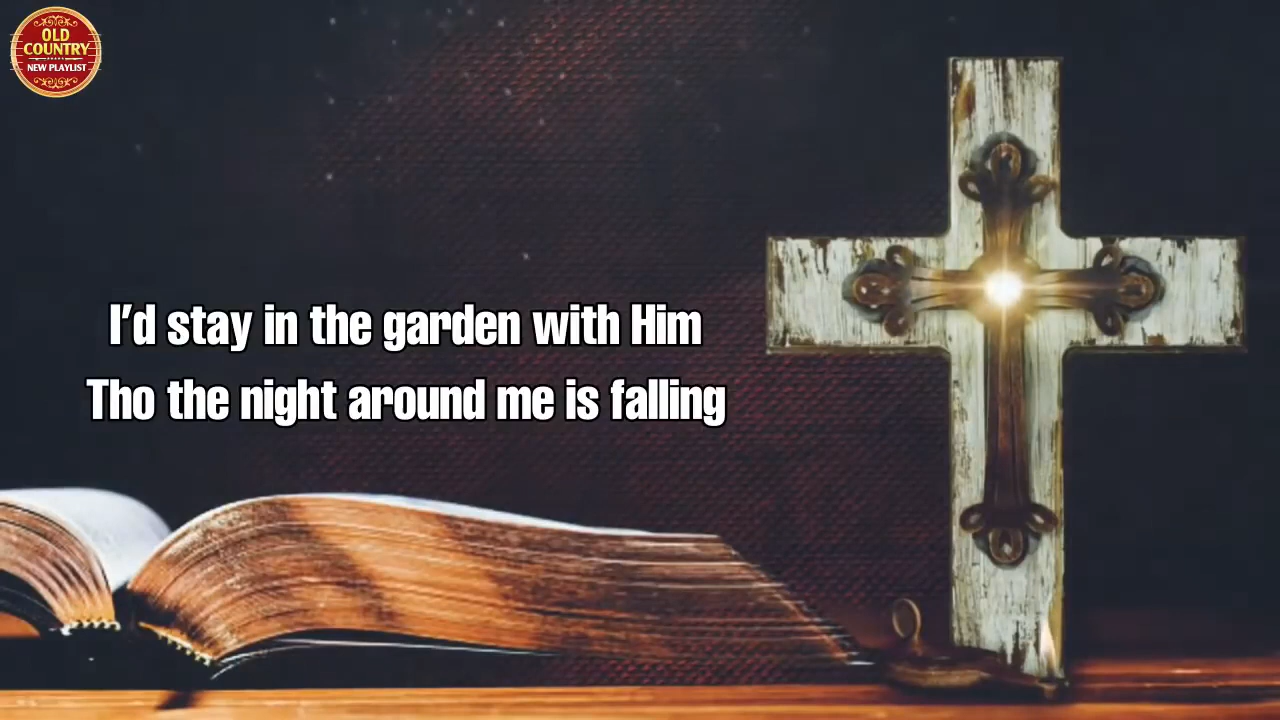 OLD
COUNTRY
NEW PLAYLIST
I'd stay in the garden with Him
Tho the night around me is falling